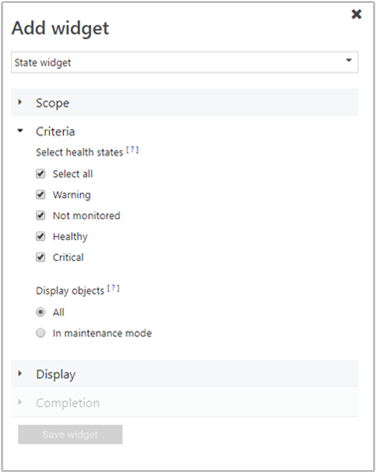 Add widget
State widget
Scope
Criteria
Select health states [?]
Select all
Warning
Not monitored
Healthy
Critical
Display objects [?]
All
In maintenance mode
Display
Completion
Save widget